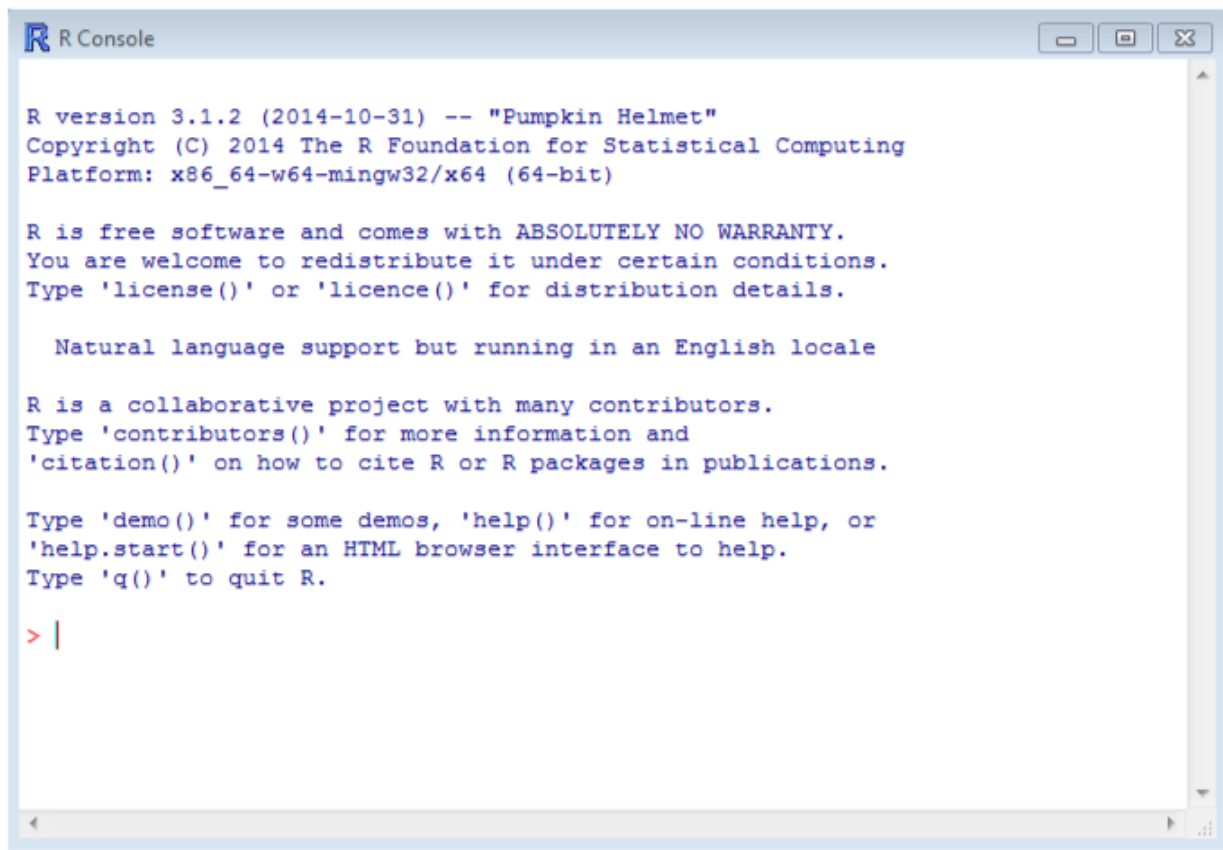 R Console
R version 3.1.2 (2014-10-31) -- "Pumpkin Helmet"
Copyright (C) 2014 The R Foundation for Statistical Computing
Platform: x86_64-w64-mingw32/x64 (64-bit)
R is free software and comes with ABSOLUTELY NO WARRANTY.
You are welcome to redistribute it under certain conditions.
Type 'license()' or 'licence()' for distribution details.
Natural language support but running in an English locale
R is a collaborative project with many contributors.
Type 'contributors()' for more information and
'citation()' on how to cite R or R packages in publications.
Type 'demo()' for some demos, 'help()' for on-line help, or
'help.start()' for an HTML browser interface to help.
Type 'q()' to quit R.
>